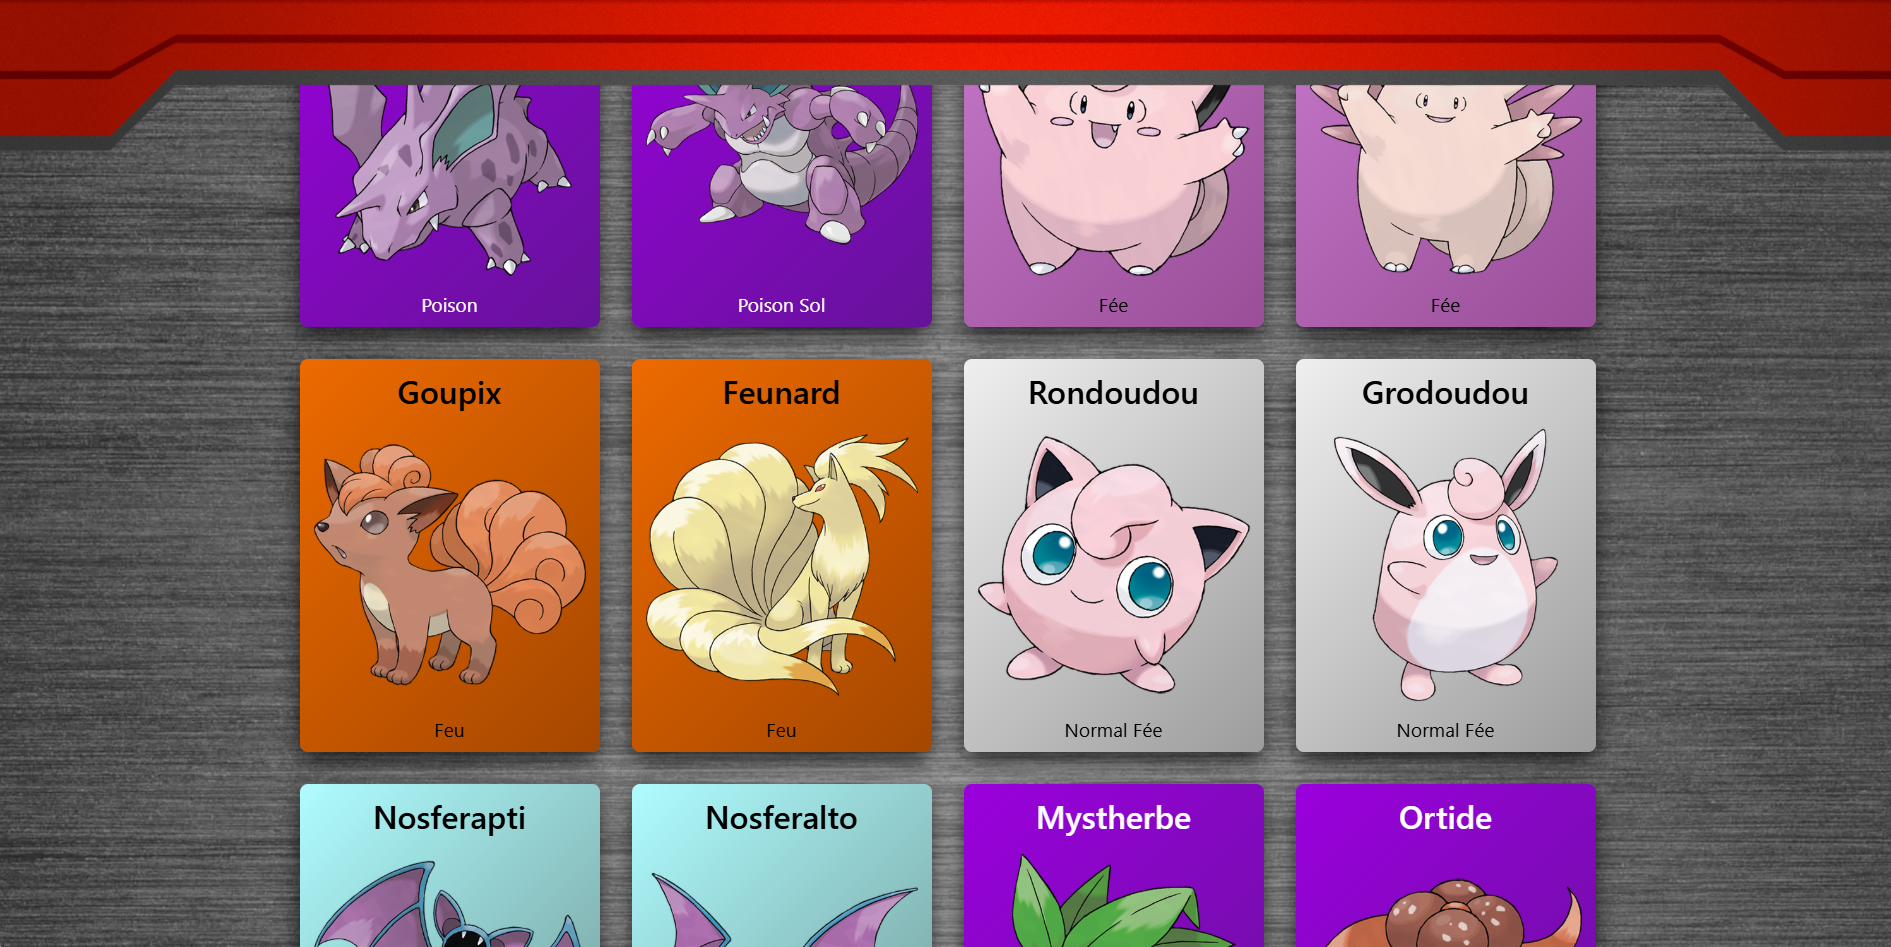 Poison
Poison Sol
Fée
Fée
Goupix
Feunard
Rondoudou
Grodoudou
Feu
Feu
Normal Fée
Normal Fée
Nosferapti
Nosferalto
Mystherbe
Ortide